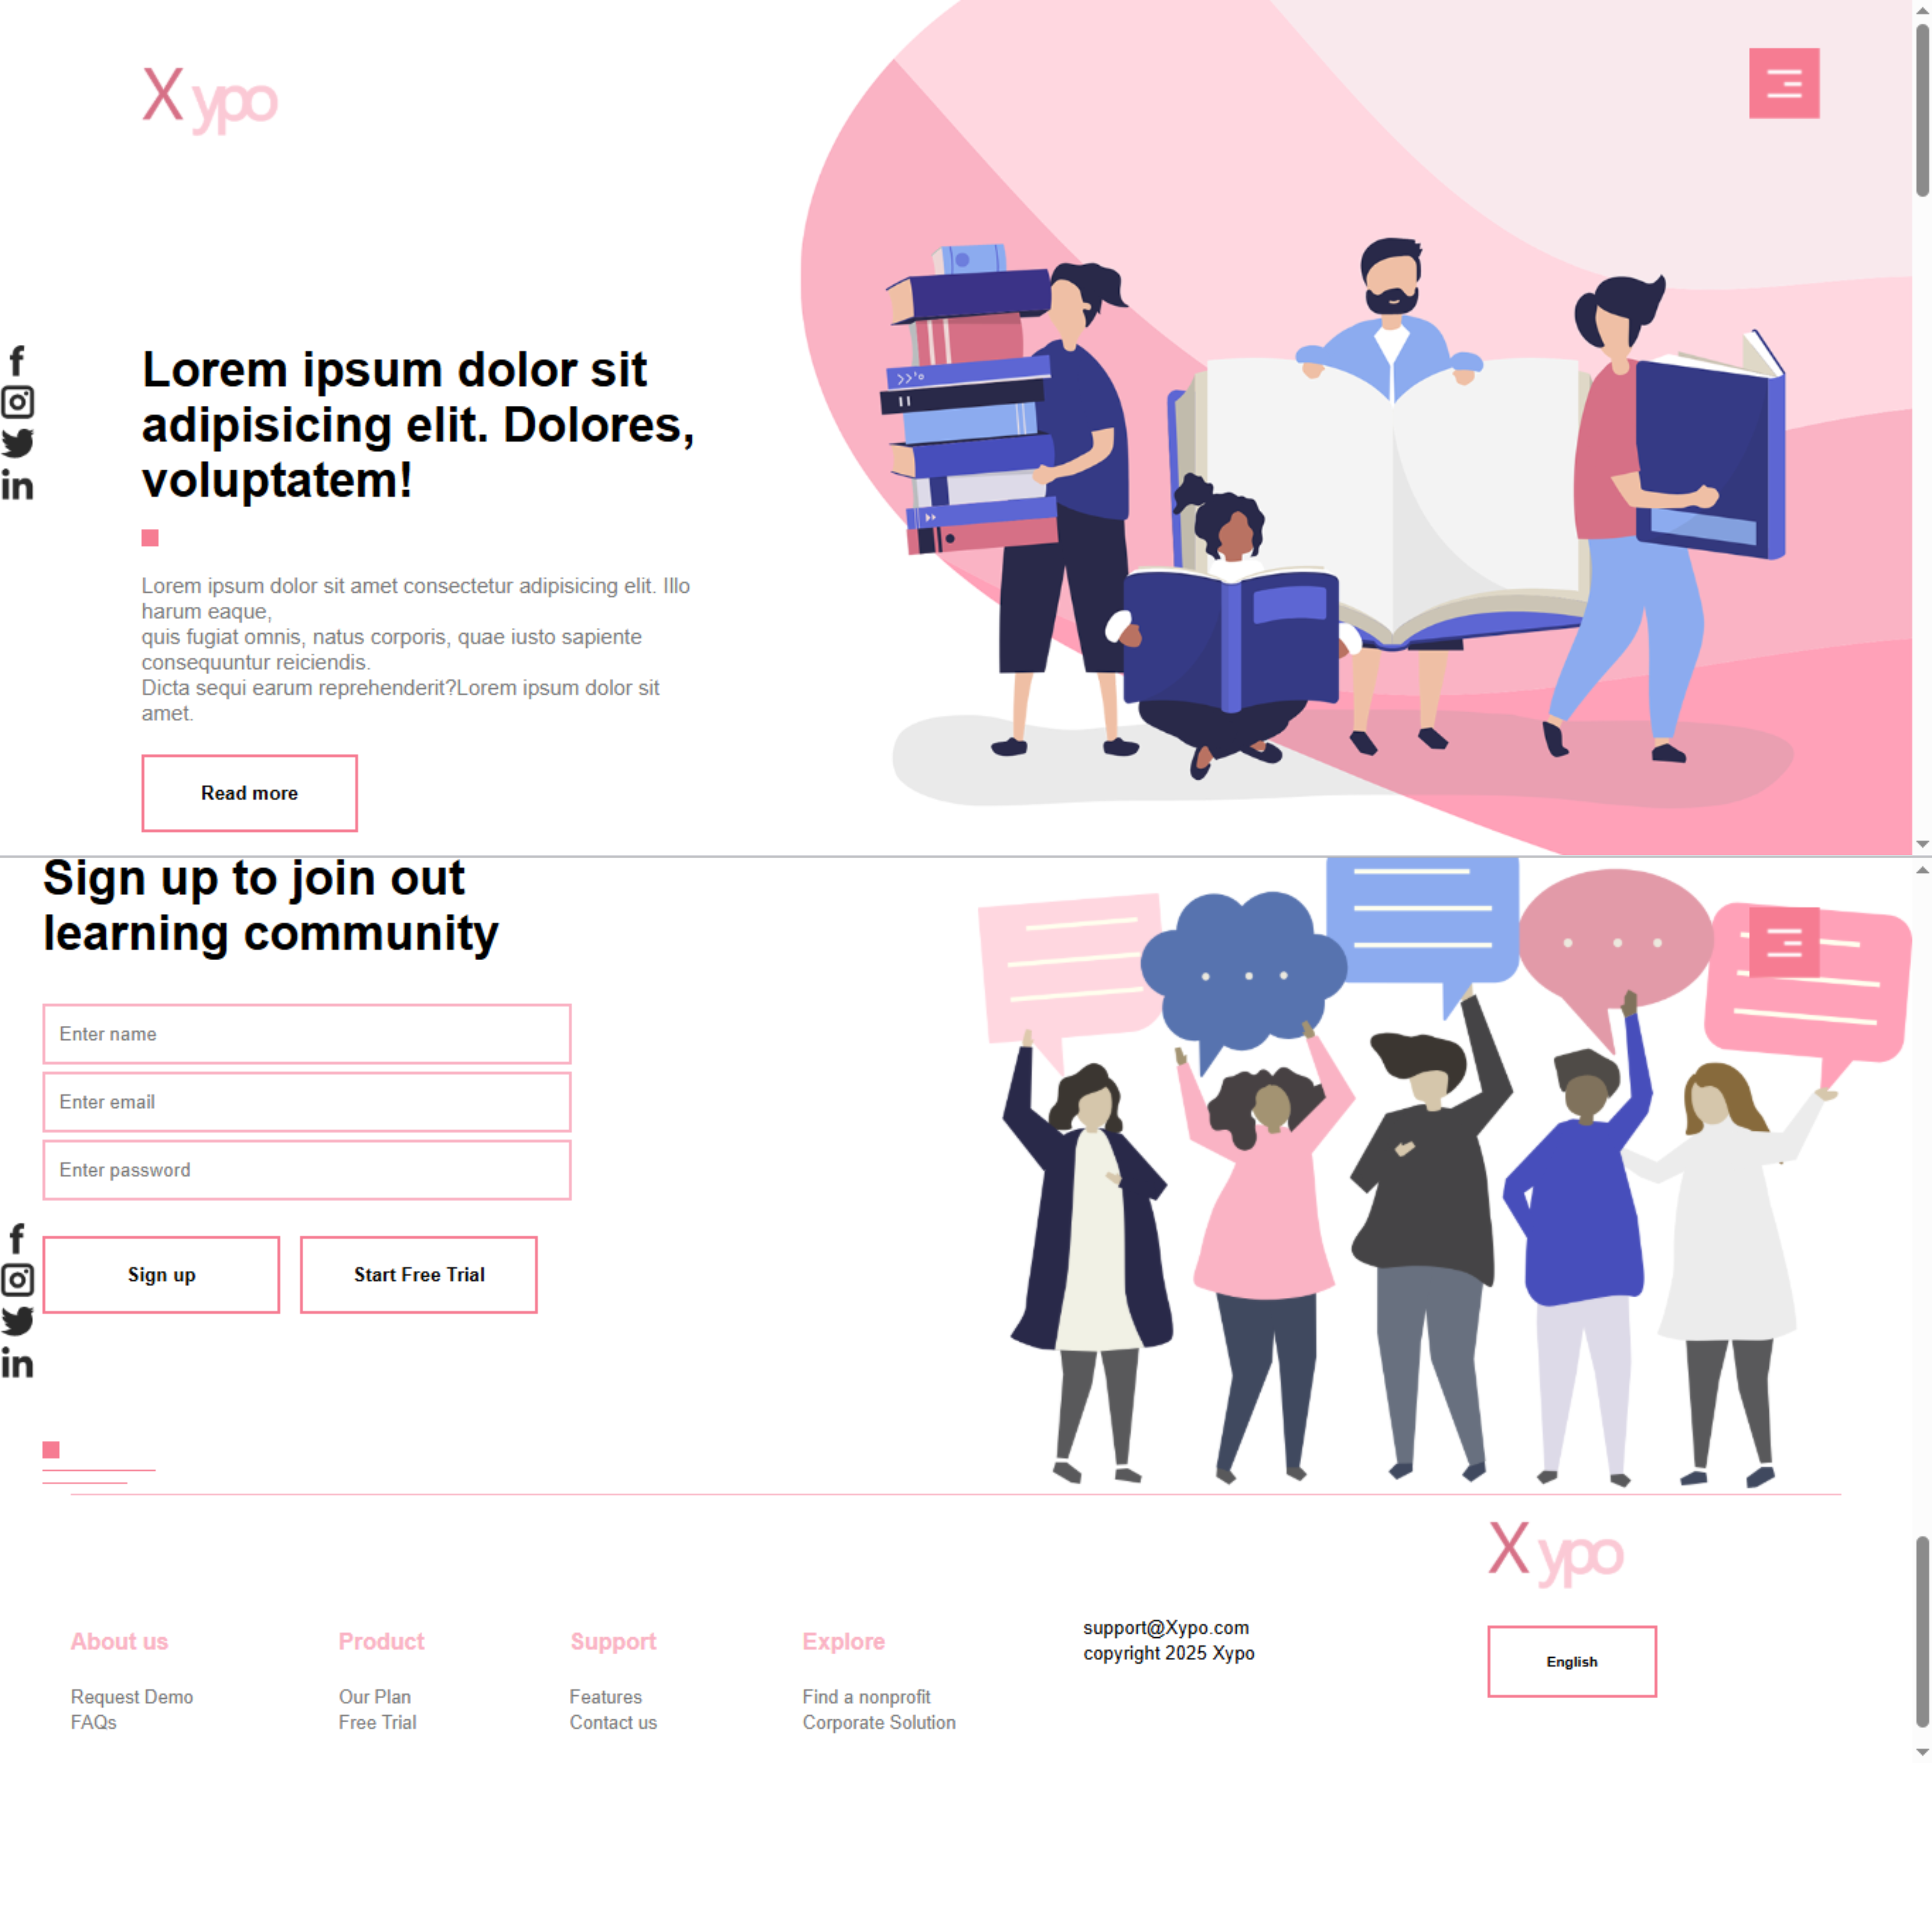 X ypo
Lorem ipsum dolor sit
adipisicing elit. Dolores,
voluptatem!
Lorem ipsum dolor sit amet consectetur adipisicing elit. Illo
harum eaque,
quis fugiat omnis, natus corporis, quae iusto sapiente
consequuntur reiciendis.
Dicta sequi earum reprehenderit?Lorem ipsum dolor sit
amet.
Read more
Sign up to join out
learning community
Enter name
Enter email
Enter password
Sign up
Start Free Trial
X ypo
About us
Request Demo
FAQs
Product
Our Plan
Free Trial
Support
Features
Contact us
Explore
Find a nonprofit
Corporate Solution
support@Xypo.com
copyright 2025 Xypo
English